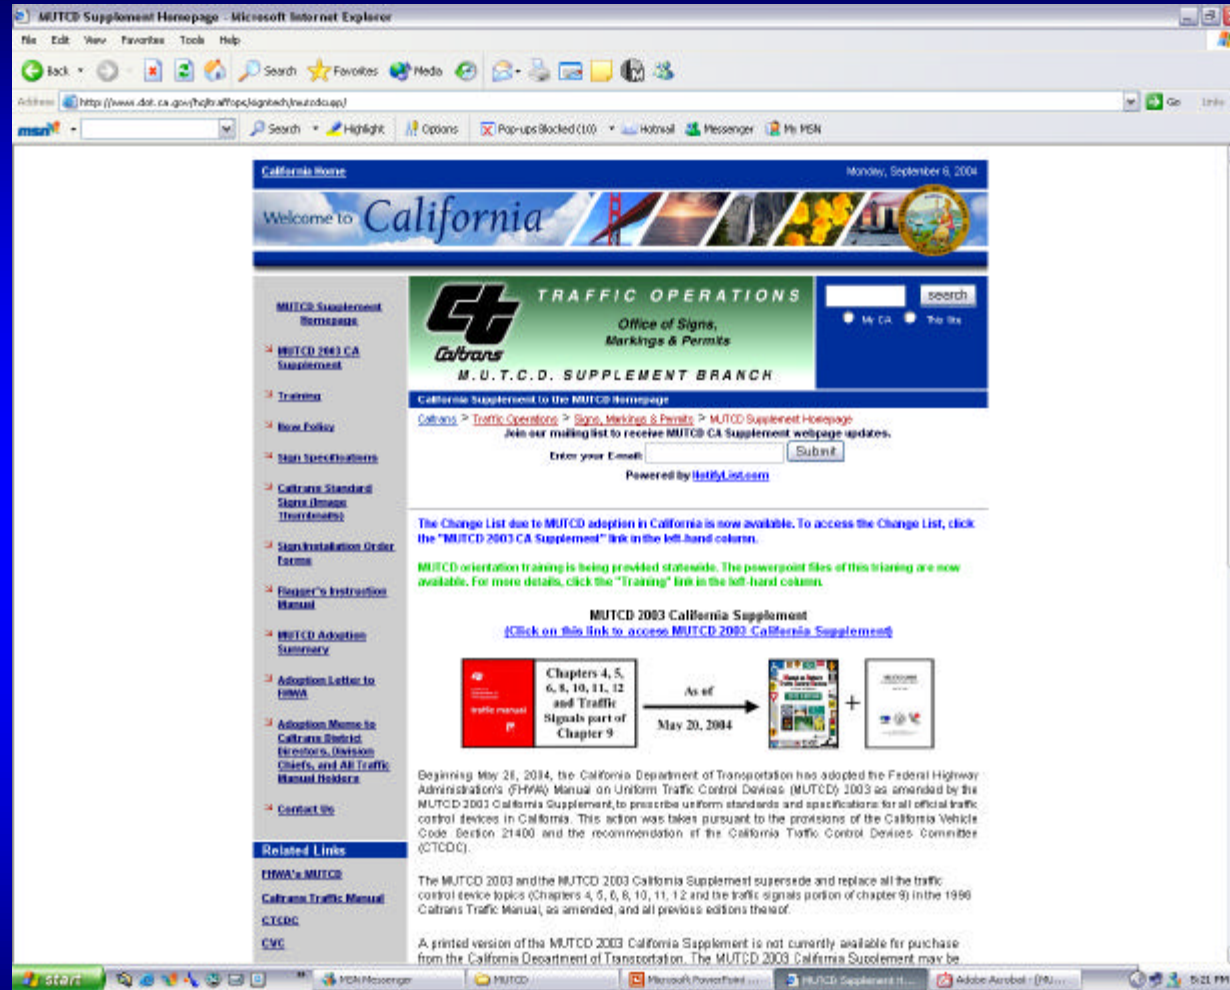 MUTCD Supplement Homepage - Microsoft Internet Explorer
File Edit View Favorites Tools Help
Back Search Favorites Media
Address http://www.dot.ca.gov/hq/traffops/signtech/mutcdsupp/ Go Links
msn Search Highlight Options Pop-ups Blocked (10) Hotmail Messenger My MSN
California Home Monday, September 6, 2004
Welcome to California
MUTCD Supplement
Homepage
MUTCD 2003 CA
Supplement
Training
New Policy
Sign Specifications
Caltrans Standard
Signs (Image
Thumbnails)
Sign/Installation Order
Forms
Flagger's Instruction
Manual
MUTCD Adoption
Summary
Adoption Letter to
FHWA
Adoption Memo to
Caltrans District
Directors, Division
Chiefs, and All Traffic
Manual Holders
Contact Us
Related Links
FHWA's MUTCD
Caltrans Traffic Manual
CTCDC
CVC
TRAFFIC OPERATIONS
Office of Signs,
Markings & Permits
Caltrans
M.U.T.C.D. SUPPLEMENT BRANCH
search
My CA This Site
California Supplement to the MUTCD Homepage
Caltrans > Traffic Operations > Signs, Markings & Permits > MUTCD Supplement Homepage
Join our mailing list to receive MUTCD CA Supplement webpage updates.
Enter your E-mail: Submit
Powered by NotifyList.com
The Change List due to MUTCD adoption in California is now available. To access the Change List, click
the "MUTCD 2003 CA Supplement" link in the left-hand column.
MUTCD orientation training is being provided statewide. The powerpoint files of this trianing are now
available. For more details, click the "Training" link in the left-hand column.
MUTCD 2003 California Supplement
(Click on this link to access MUTCD 2003 California Supplement)
traffic manual
Chapters 4, 5,
6, 8, 10, 11, 12
and Traffic
Signals part of
Chapter 9
As of
May 20, 2004
+
Beginning May 20, 2004, the California Department of Transportation has adopted the Federal Highway
Administration's (FHWA) Manual on Uniform Traffic Control Devices (MUTCD) 2003 as amended by the
MUTCD 2003 California Supplement, to prescribe uniform standards and specifications for all official traffic
control devices in California. This action was taken pursuant to the provisions of the California Vehicle
Code Section 21400 and the recommendation of the California Traffic Control Devices Committee
(CTCDC).
The MUTCD 2003 and the MUTCD 2003 California Supplement supersede and replace all the traffic
control device topics (Chapters 4, 5, 6, 8, 10, 11, 12 and the traffic signals portion of chapter 9) in the 1996
Caltrans Traffic Manual, as amended, and all previous editions thereof.
A printed version of the MUTCD 2003 California Supplement is not currently available for purchase
from the California Department of Transportation. The MUTCD 2003 California Supplement may be
start MSN Messenger MUTCD Microsoft PowerPoint ... MUTCD Supplement H... Adobe Acrobat - [MU... 5:21 PM